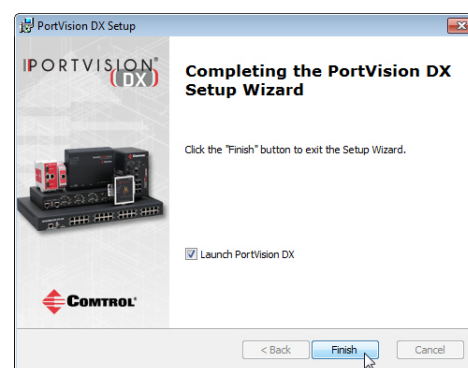 PortVision DX Setup
PORTVISION®
(DX)
Completing the PortVision DX
Setup Wizard
Click the "Finish" button to exit the Setup Wizard.
Launch PortVision DX
COMTROL®
< Back
Finish
Cancel